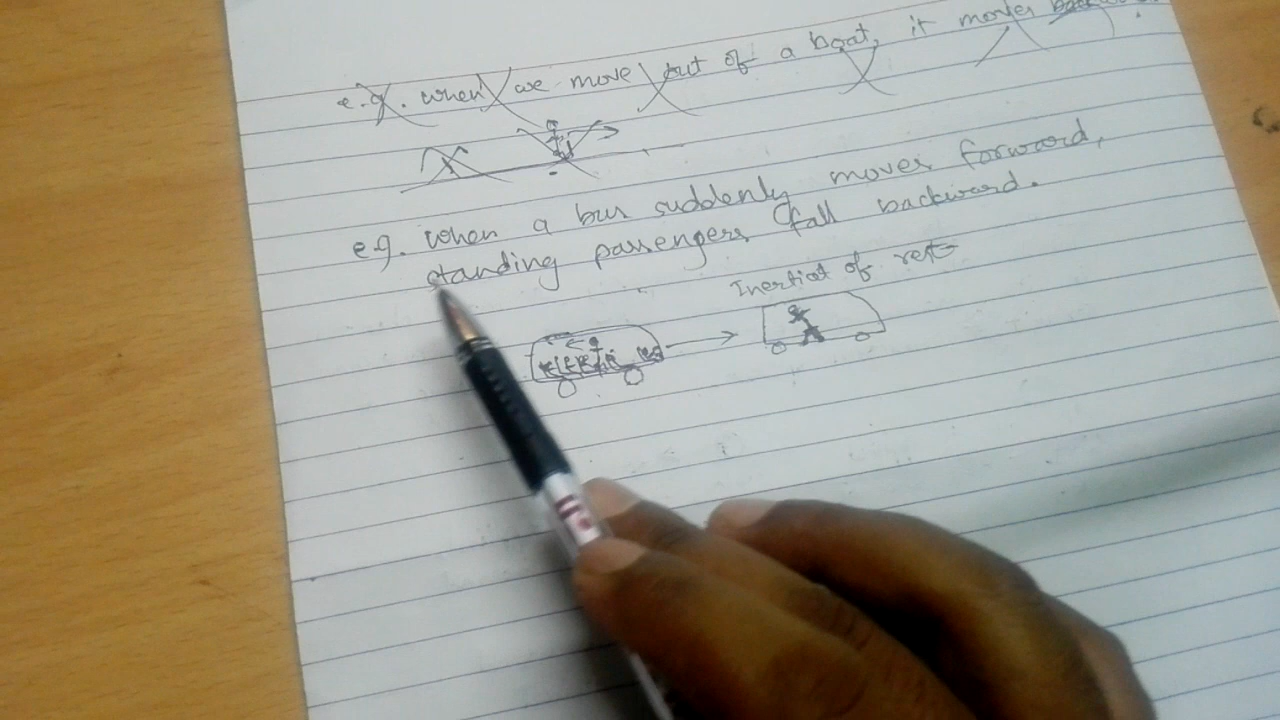 e.g. when we move out of a boat, it moves
e.g. when a bus suddenly moves forward,
standing passengers fall backward.
Inertiat of rest